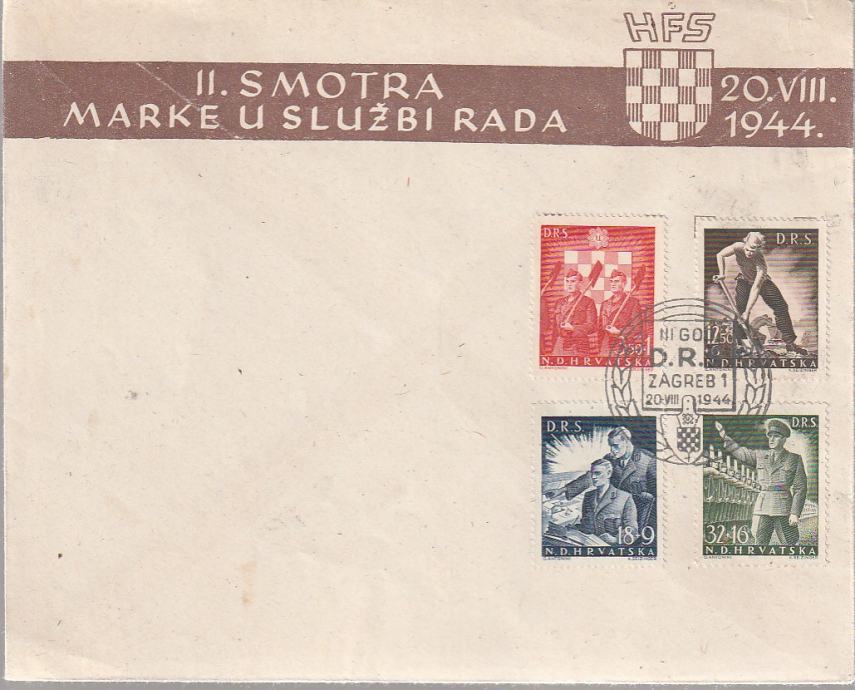 HFS
II. SMOTRA
MARKE U SLUŽBI RADA
20.VIII.
1944.
D.R.S.
N.D.HRVATSKA
D.R.S.
12.50
N.D.HRVATSKA
D.R.
ZAGREB 1
20·VIII 1944.
D.R.S.
18+9
N.D.HRVATSKA
D.R.S.
32+16
N.D.HRVATSKA